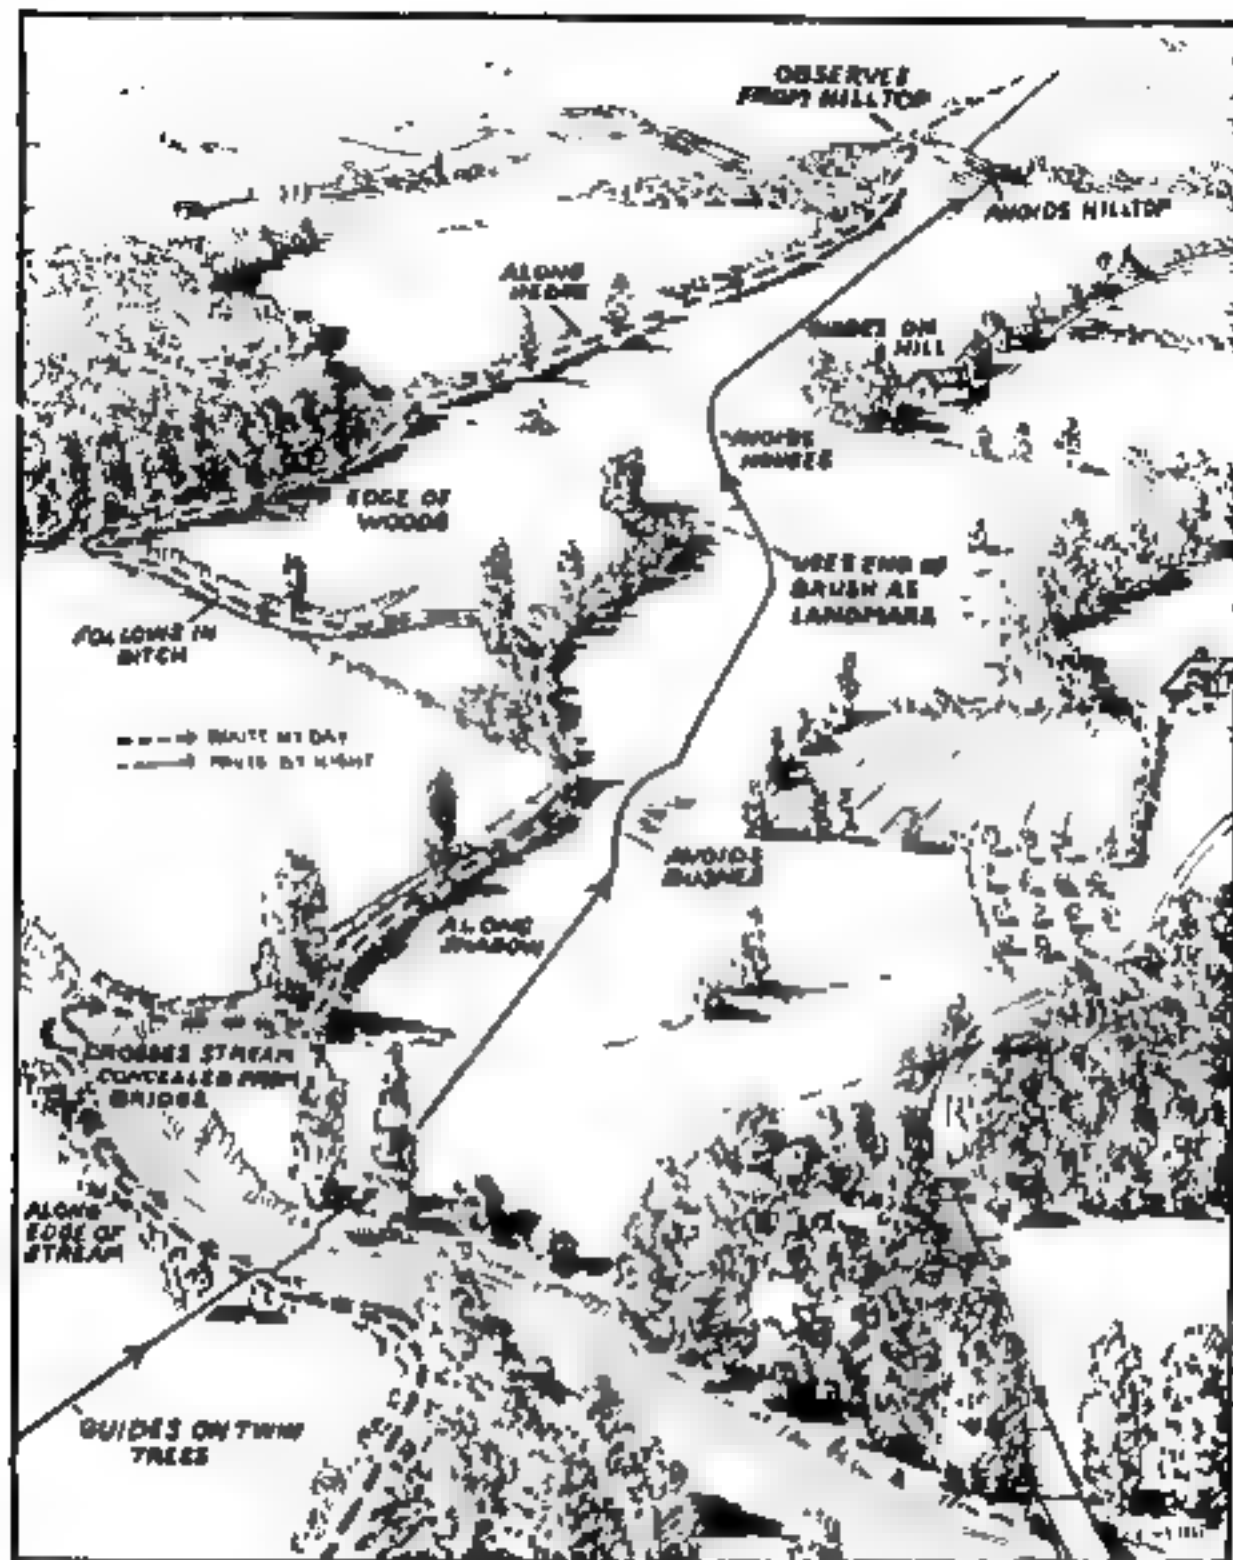 OBSERVES
FROM HILLTOP
AVOIDS HILLTOP
ALONG
HEDGE
GUIDES ON
HILL
AVOIDS
HOUSES
EDGE OF
WOODS
USES END OF
BRUSH AS
LANDMARK
FOLLOWS IN
DITCH
ROUTE BY DAY
ROUTE BY NIGHT
AVOIDS
BUSHES
ALONG
SHADOW
CROSSES STREAM
CONCEALED FROM
BRIDGE
ALONG
EDGE OF
STREAM
GUIDES ON TWIN
TREES